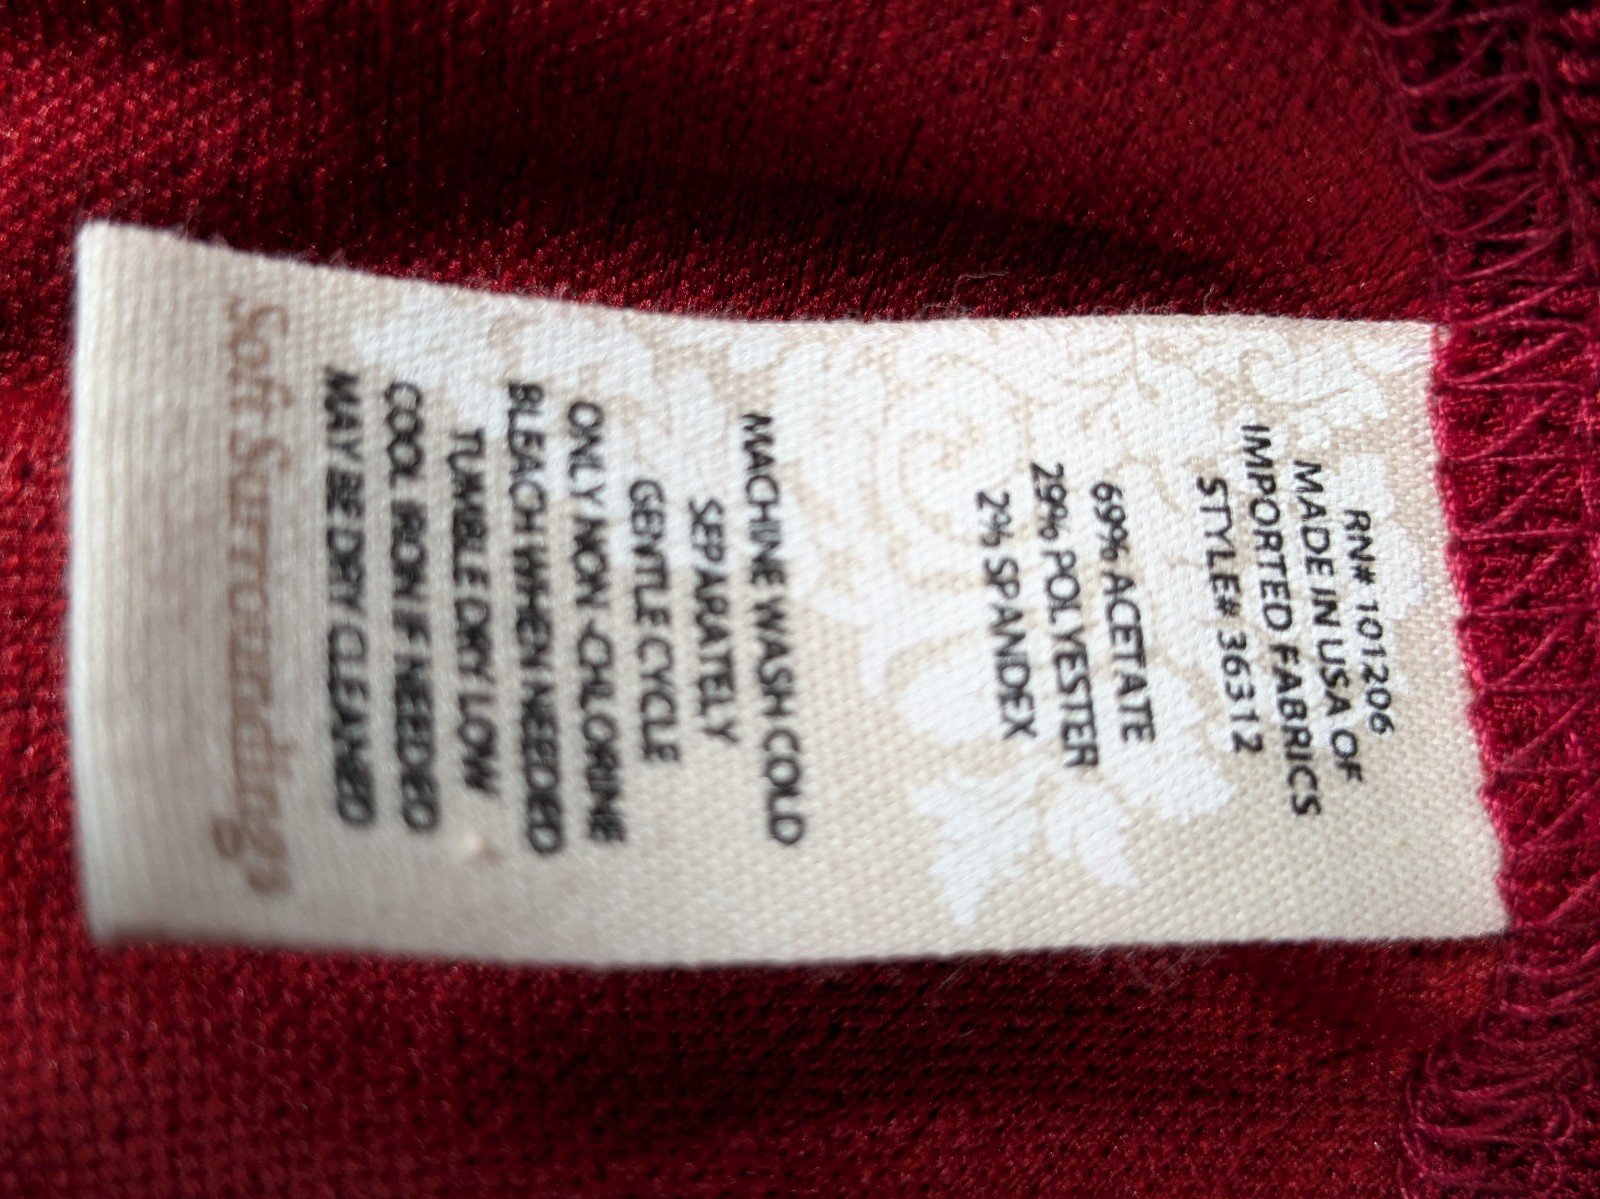 RN# 101206
MADE IN USA OF
IMPORTED FABRICS
STYLE# 36312
69% ACETATE
29% POLYESTER
2% SPANDEX
MACHINE WASH COLD
SEPARATELY
GENTLE CYCLE
ONLY NON-CHLORINE
BLEACH WHEN NEEDED
TUMBLE DRY LOW
COOL IRON IF NEEDED
MAY BE DRY CLEANED
Soft Surroundings